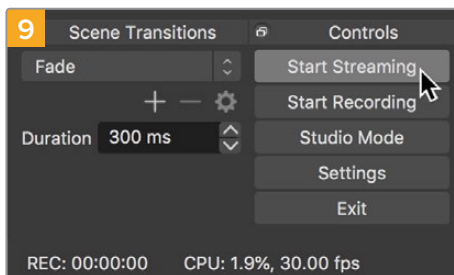 9
Scene Transitions
Controls
Fade
Start Streaming
Start Recording
Duration 300 ms
Studio Mode
Settings
Exit
REC: 00:00:00 CPU: 1.9%, 30.00 fps